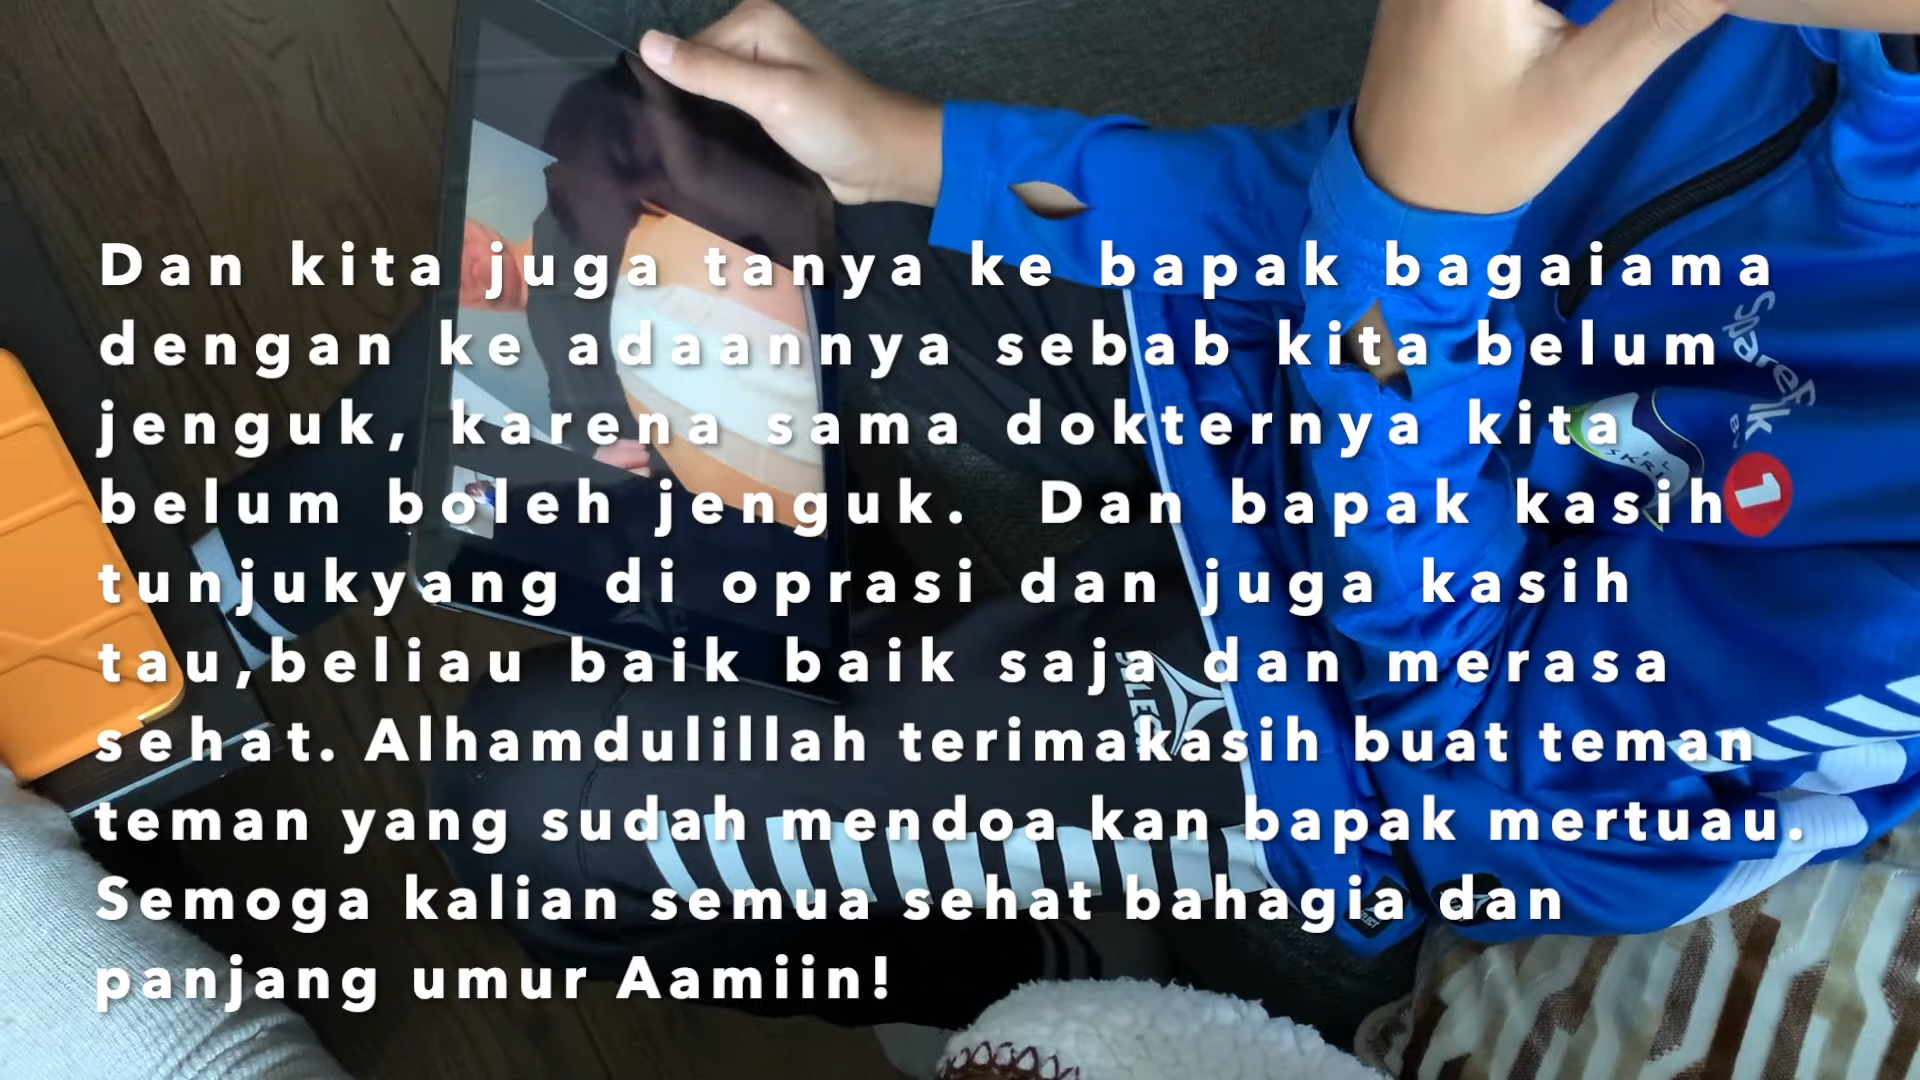 Dan kita juga tanya ke bapak bagaiama
dengan ke adaannya sebab kita belum
jenguk, karena sama dokternya kita
belum boleh jenguk.  Dan bapak kasih
tunjukyang di oprasi dan juga kasih
tau,beliau baik baik saja dan merasa
sehat. Alhamdulillah terimakasih buat teman
teman yang sudah mendoa kan bapak mertuau.
Semoga kalian semua sehat bahagia dan
panjang umur Aamiin!
SpareElk
1
SELECT